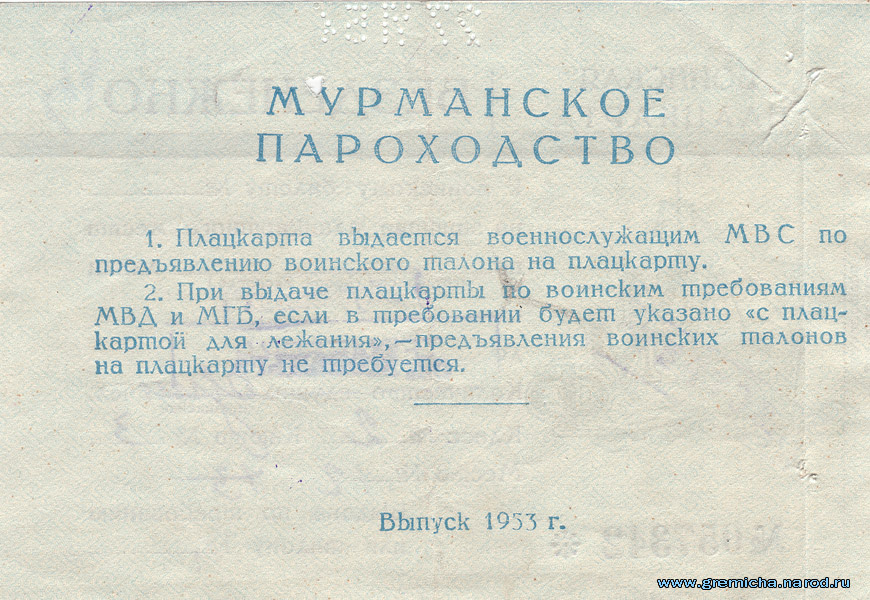 МУРМАНСКОЕ
ПАРОХОДСТВО
1. Плацкарта выдается военнослужащим МВС по
предъявлению воинского талона на плацкарту.
2. При выдаче плацкарты по воинским требованиям
МВД и МГБ, если в требовании будет указано «с плац-
картой для лежания»,—предъявления воинских талонов
на плацкарту не требуется.
Выпуск 1953 г.
www.gremicha.narod.ru